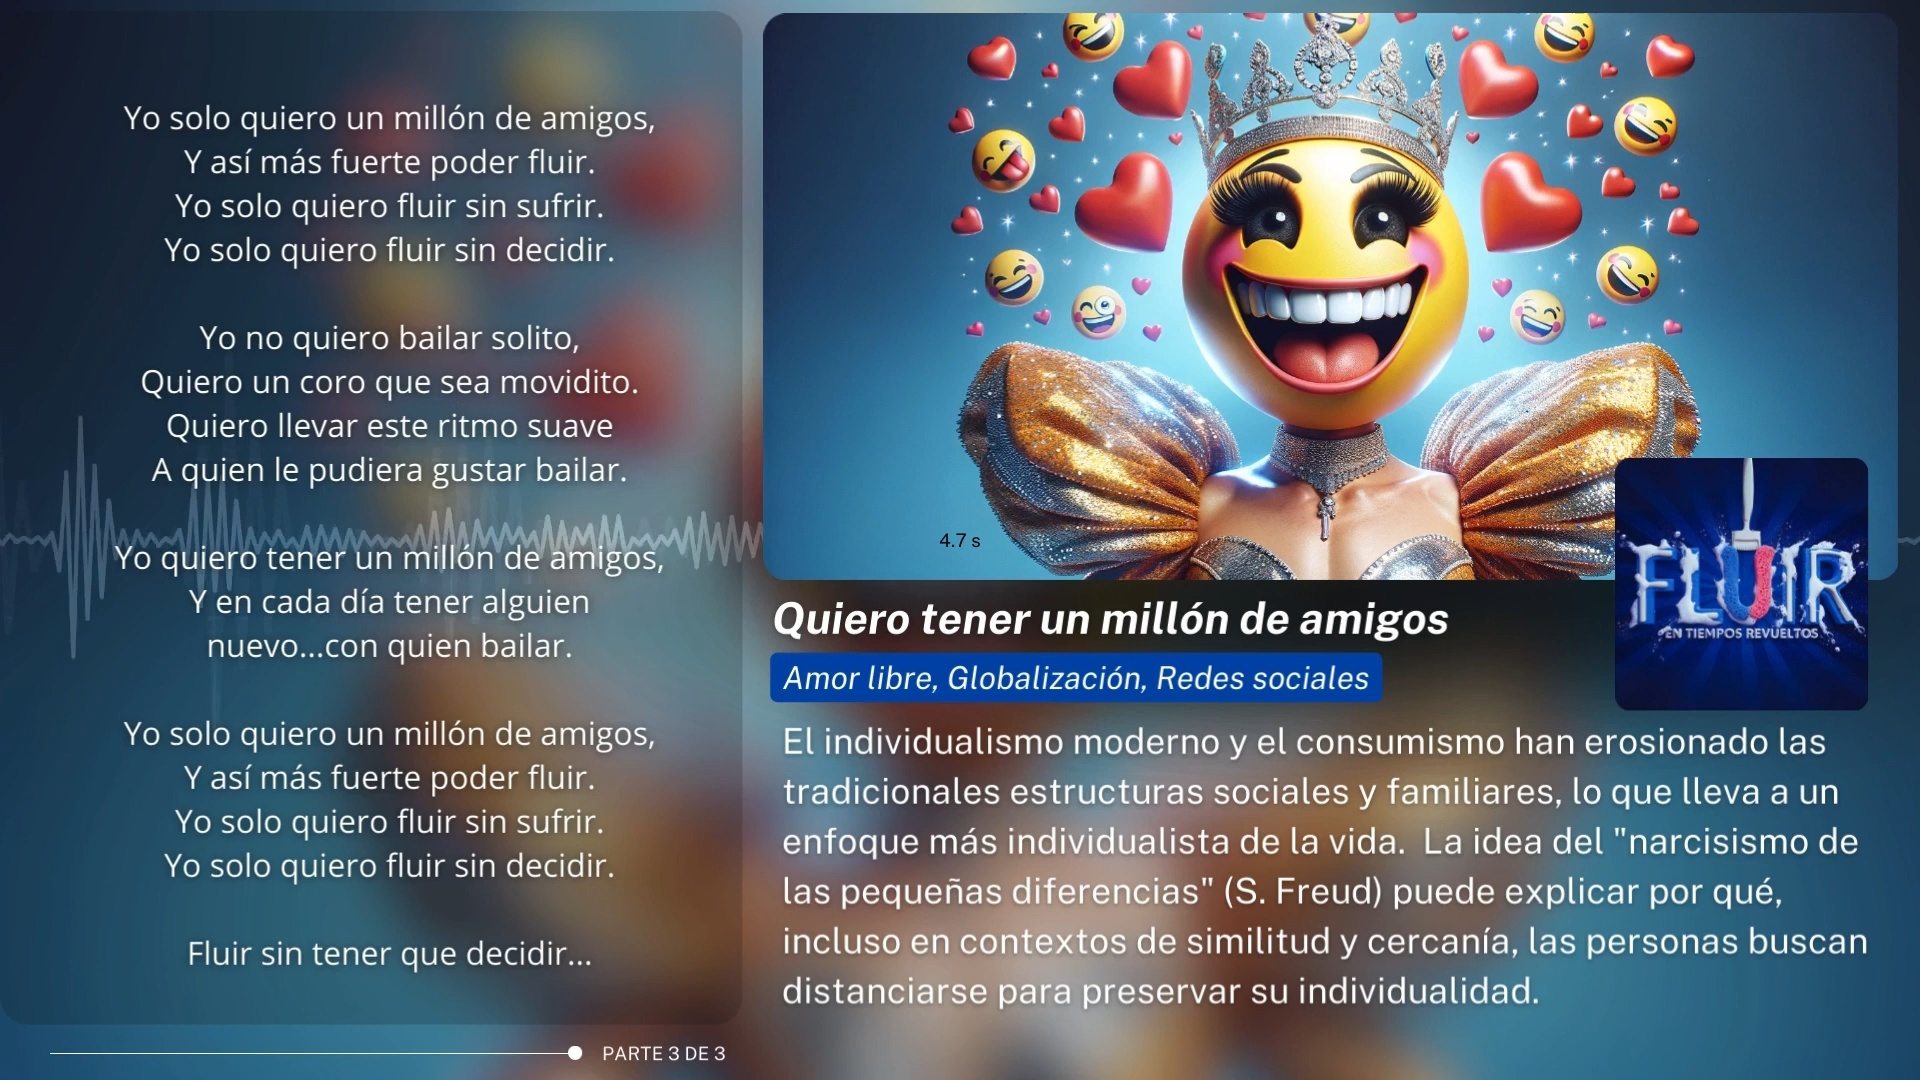 Yo solo quiero un millón de amigos,
Y así más fuerte poder fluir.
Yo solo quiero fluir sin sufrir.
Yo solo quiero fluir sin decidir.
Yo no quiero bailar solito,
Quiero un coro que sea movidito.
Quiero llevar este ritmo suave
A quien le pudiera gustar bailar.
Yo quiero tener un millón de amigos,
Y en cada día tener alguien
nuevo...con quien bailar.
Yo solo quiero un millón de amigos,
Y así más fuerte poder fluir.
Yo solo quiero fluir sin sufrir.
Yo solo quiero fluir sin decidir.
Fluir sin tener que decidir...
PARTE 3 DE 3
4.7 s
FLUIR
EN TIEMPOS REVUELTOS
Quiero tener un millón de amigos
Amor libre, Globalización, Redes sociales
El individualismo moderno y el consumismo han erosionado las
tradicionales estructuras sociales y familiares, lo que lleva a un
enfoque más individualista de la vida.  La idea del "narcisismo de
las pequeñas diferencias" (S. Freud) puede explicar por qué,
incluso en contextos de similitud y cercanía, las personas buscan
distanciarse para preservar su individualidad.